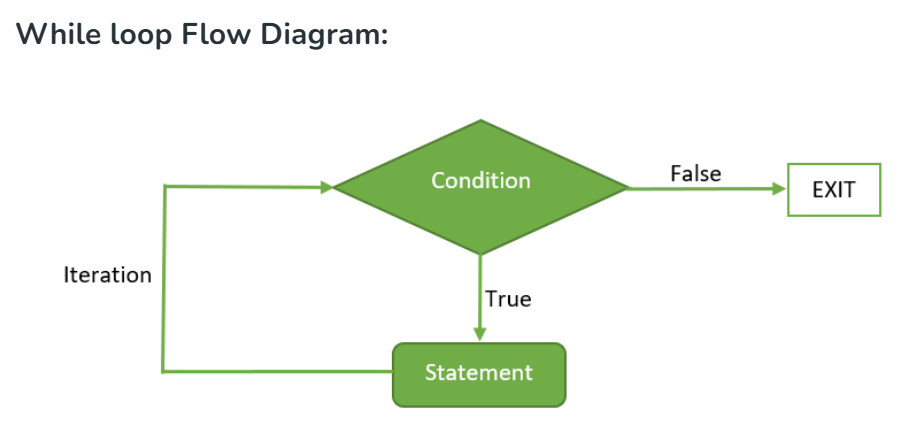 While loop Flow Diagram:
Condition
False
EXIT
Iteration
True
Statement